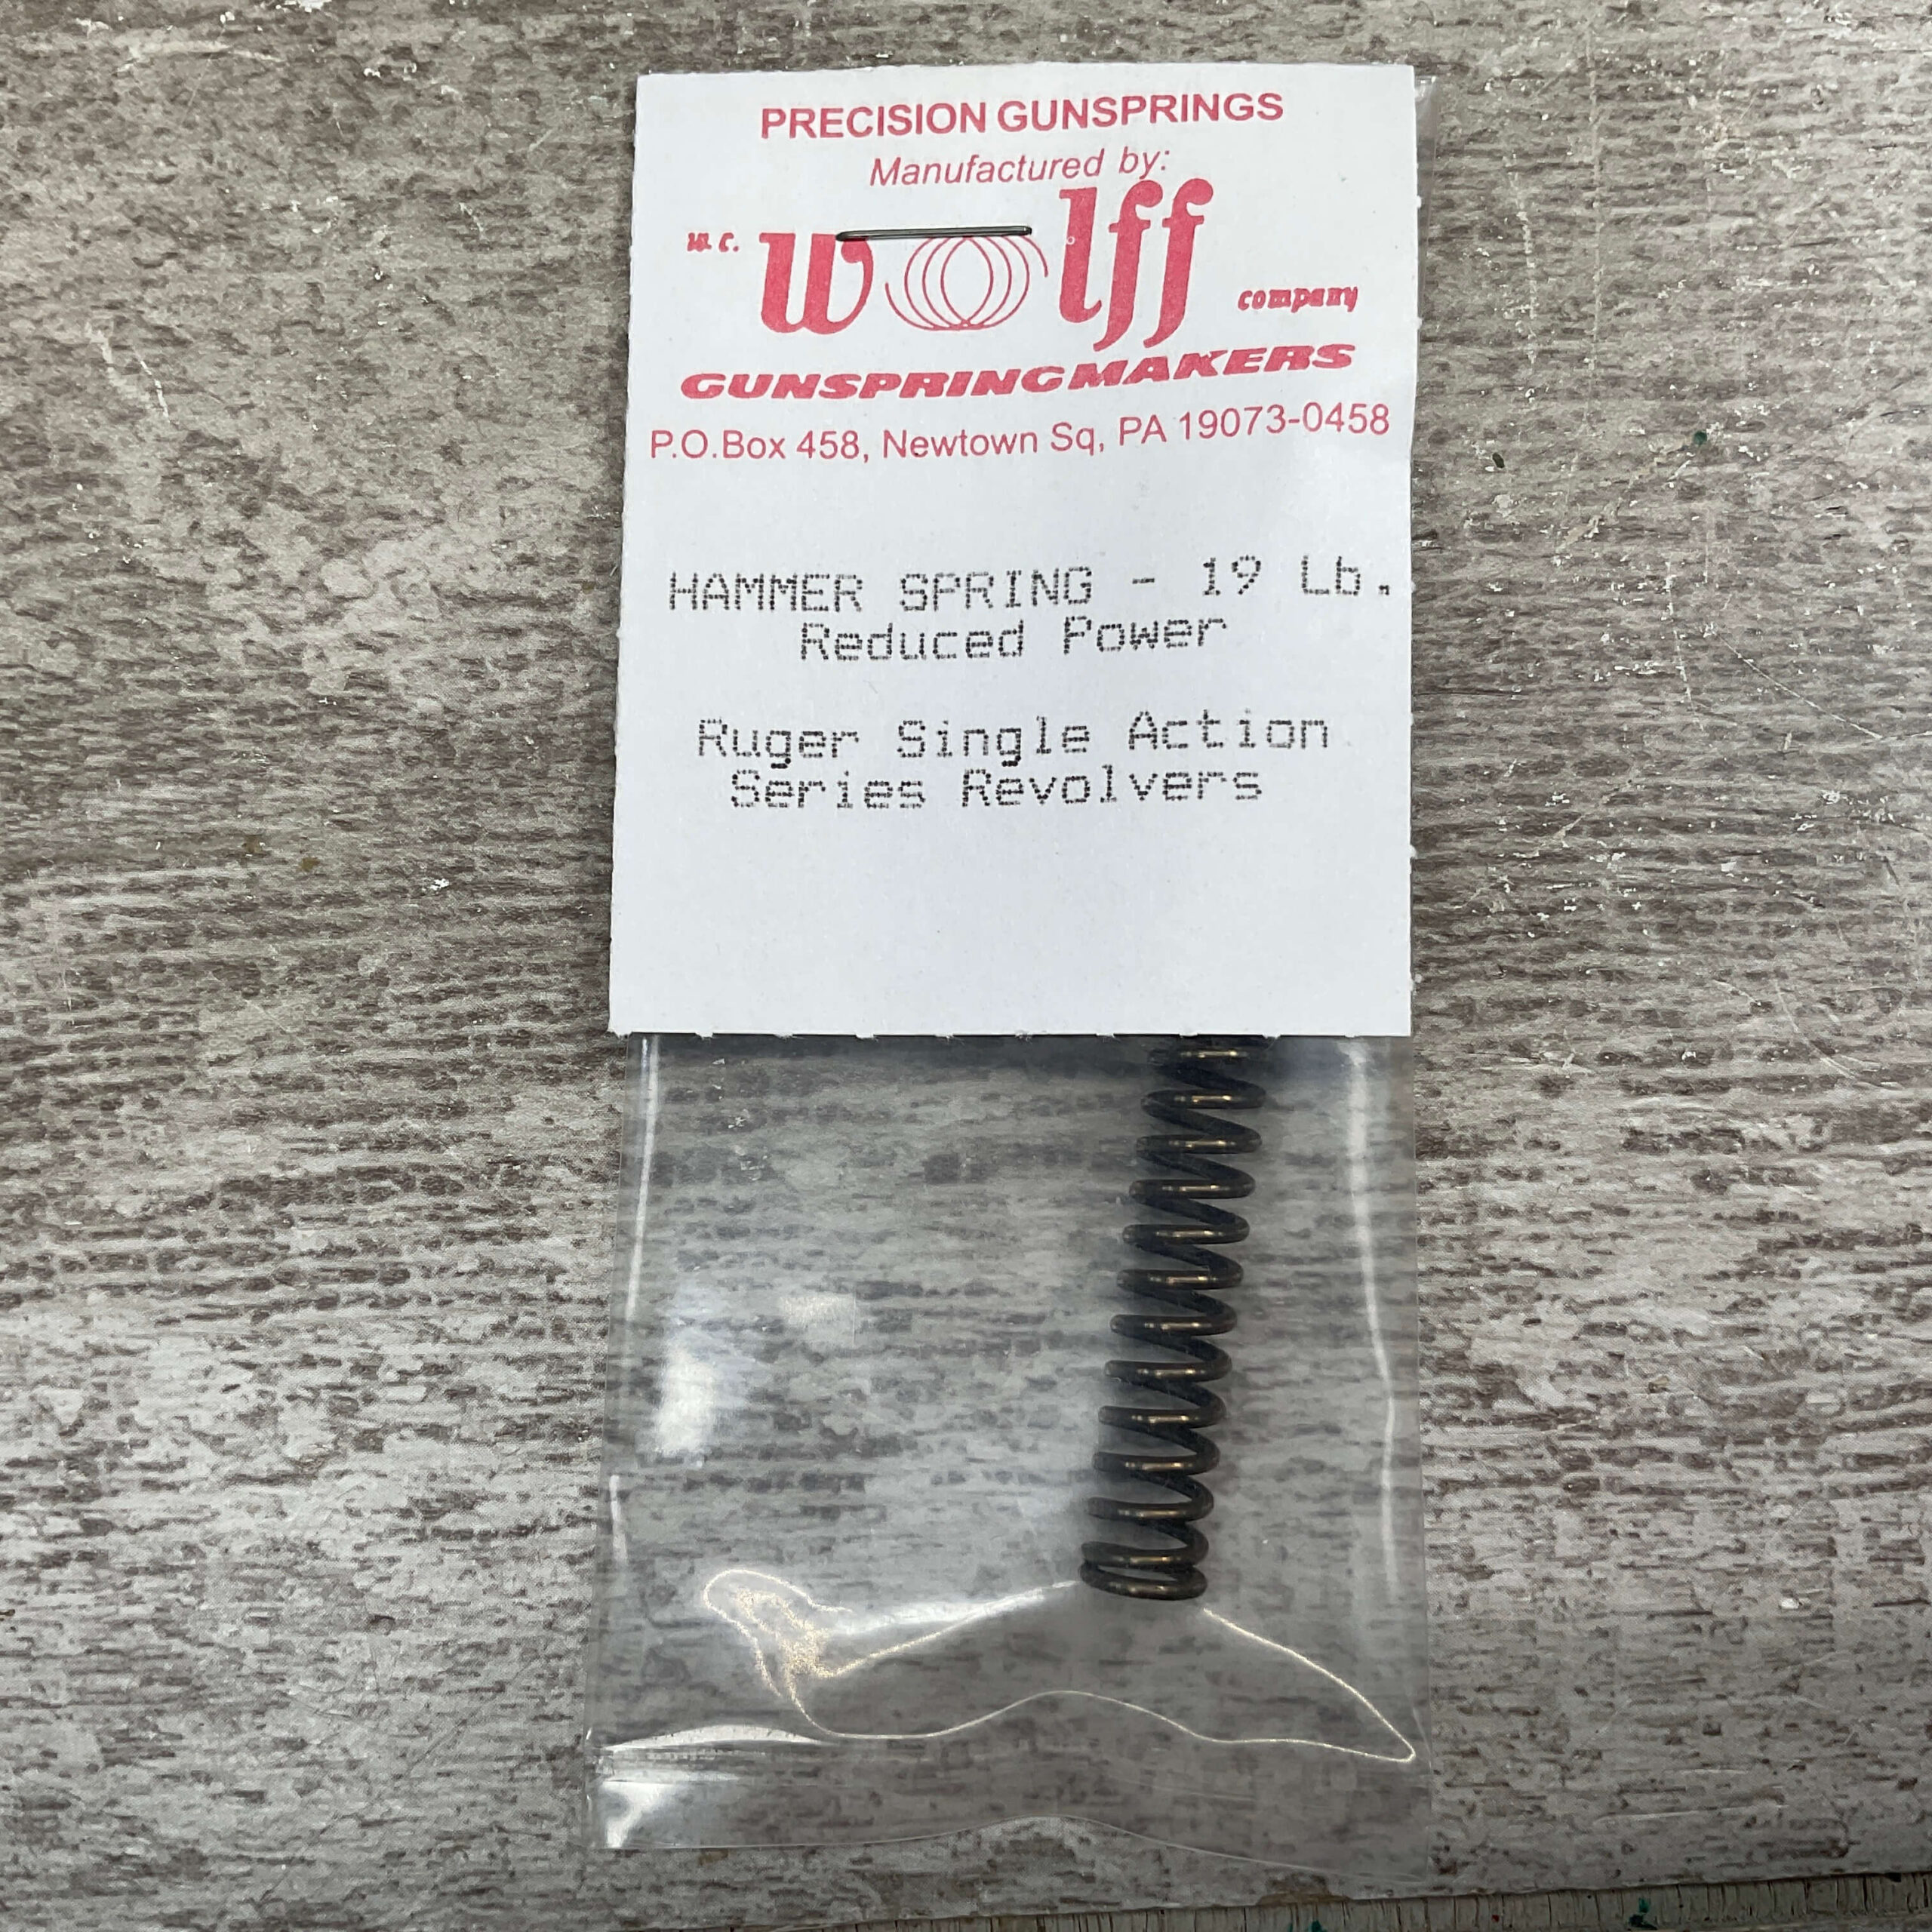 PRECISION GUNSPRINGS
Manufactured by:
W.C. wolff company
GUNSPRINGMAKERS
P.O.Box 458, Newtown Sq, PA 19073-0458
HAMMER SPRING - 19 Lb.
Reduced Power
Ruger Single Action
Series Revolvers